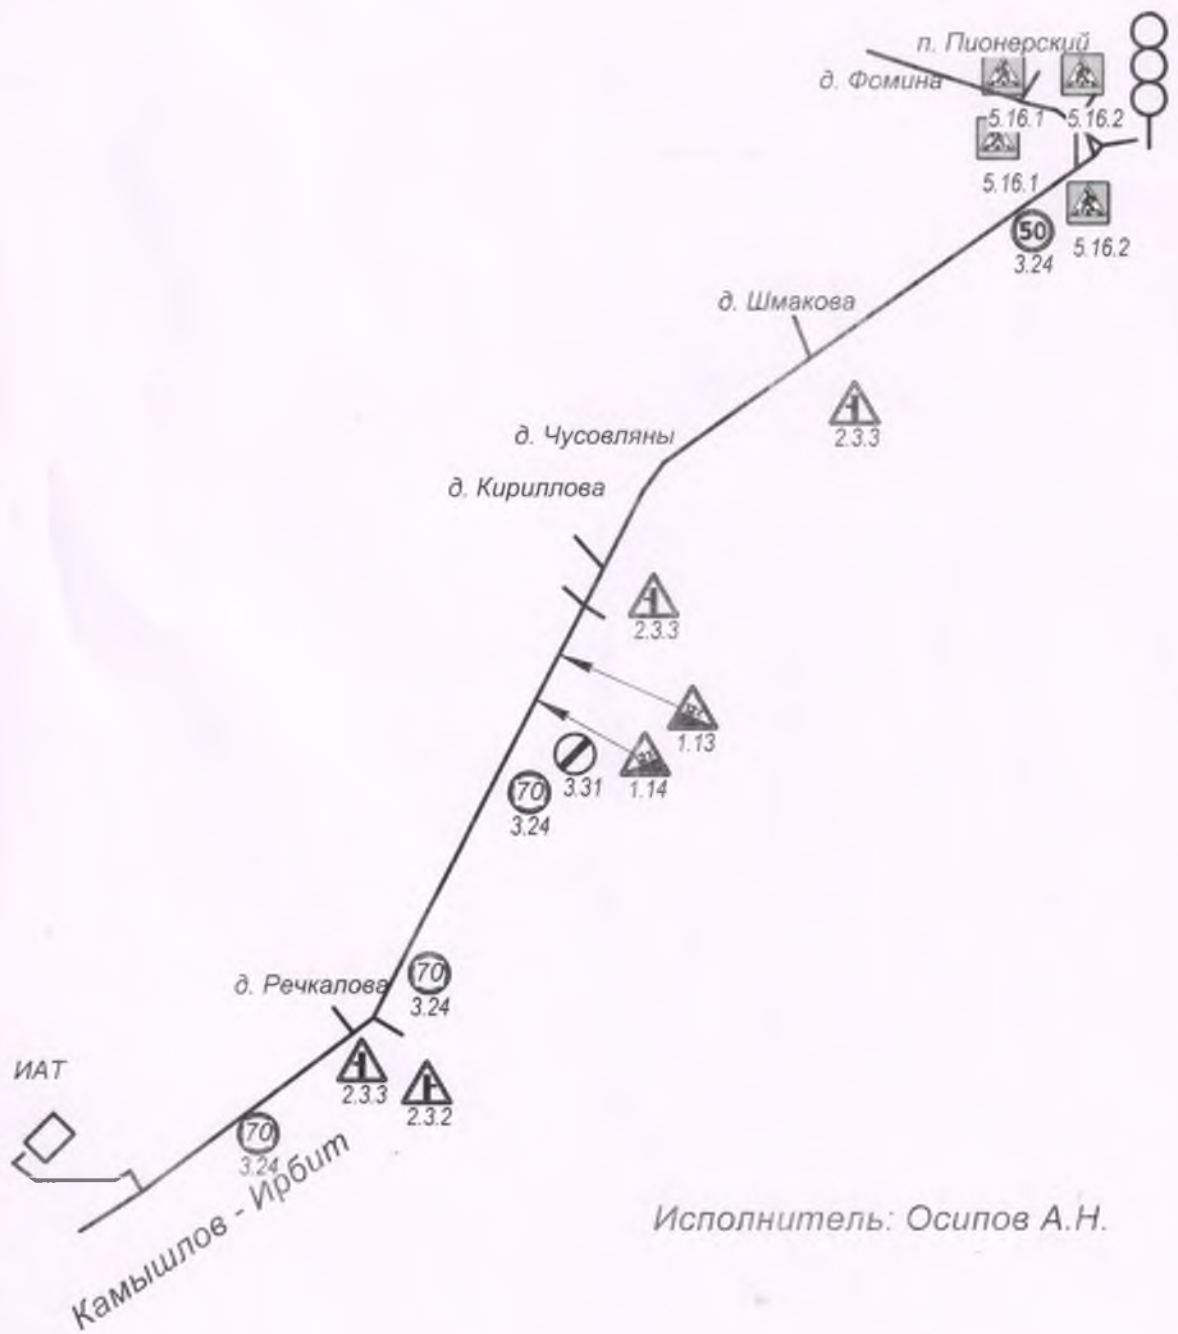 п. Пионерский
д. Фомина
5.16.1
5.16.2
5.16.1
50
3.24
5.16.2
д. Шмакова
2.3.3
д. Чусовляны
д. Кириллова
2.3.3
1.13
70
3.24
3.31
1.14
д. Речкалова
70
3.24
ИАТ
2.3.3
2.3.2
70
3.24
Камышлов - Ирбит
Исполнитель: Осипов А.Н.